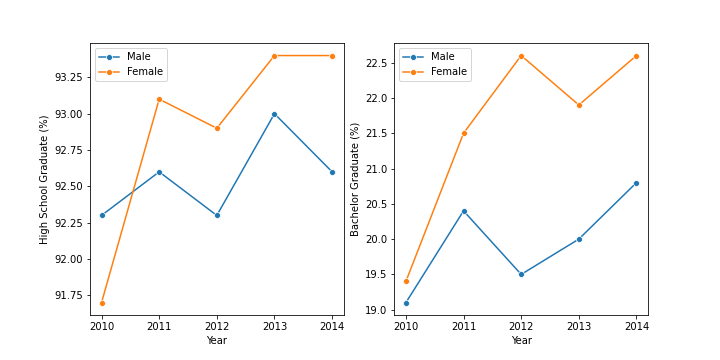 Male
Female
High School Graduate (%)
93.25
93.00
92.75
92.50
92.25
92.00
91.75
2010 2011 2012 2013 2014
Year
Male
Female
Bachelor Graduate (%)
22.5
22.0
21.5
21.0
20.5
20.0
19.5
19.0
2010 2011 2012 2013 2014
Year